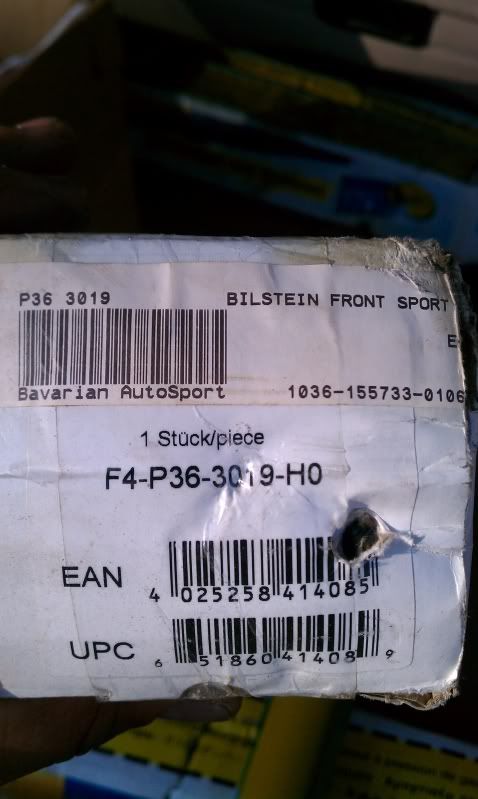 P36 3019 BILSTEIN FRONT SPORT
E
Bavarian AutoSport 1036-155733-0106
1 Stück/piece
F4-P36-3019-H0
EAN 4 025258 414085
UPC 6 51860 41408 9